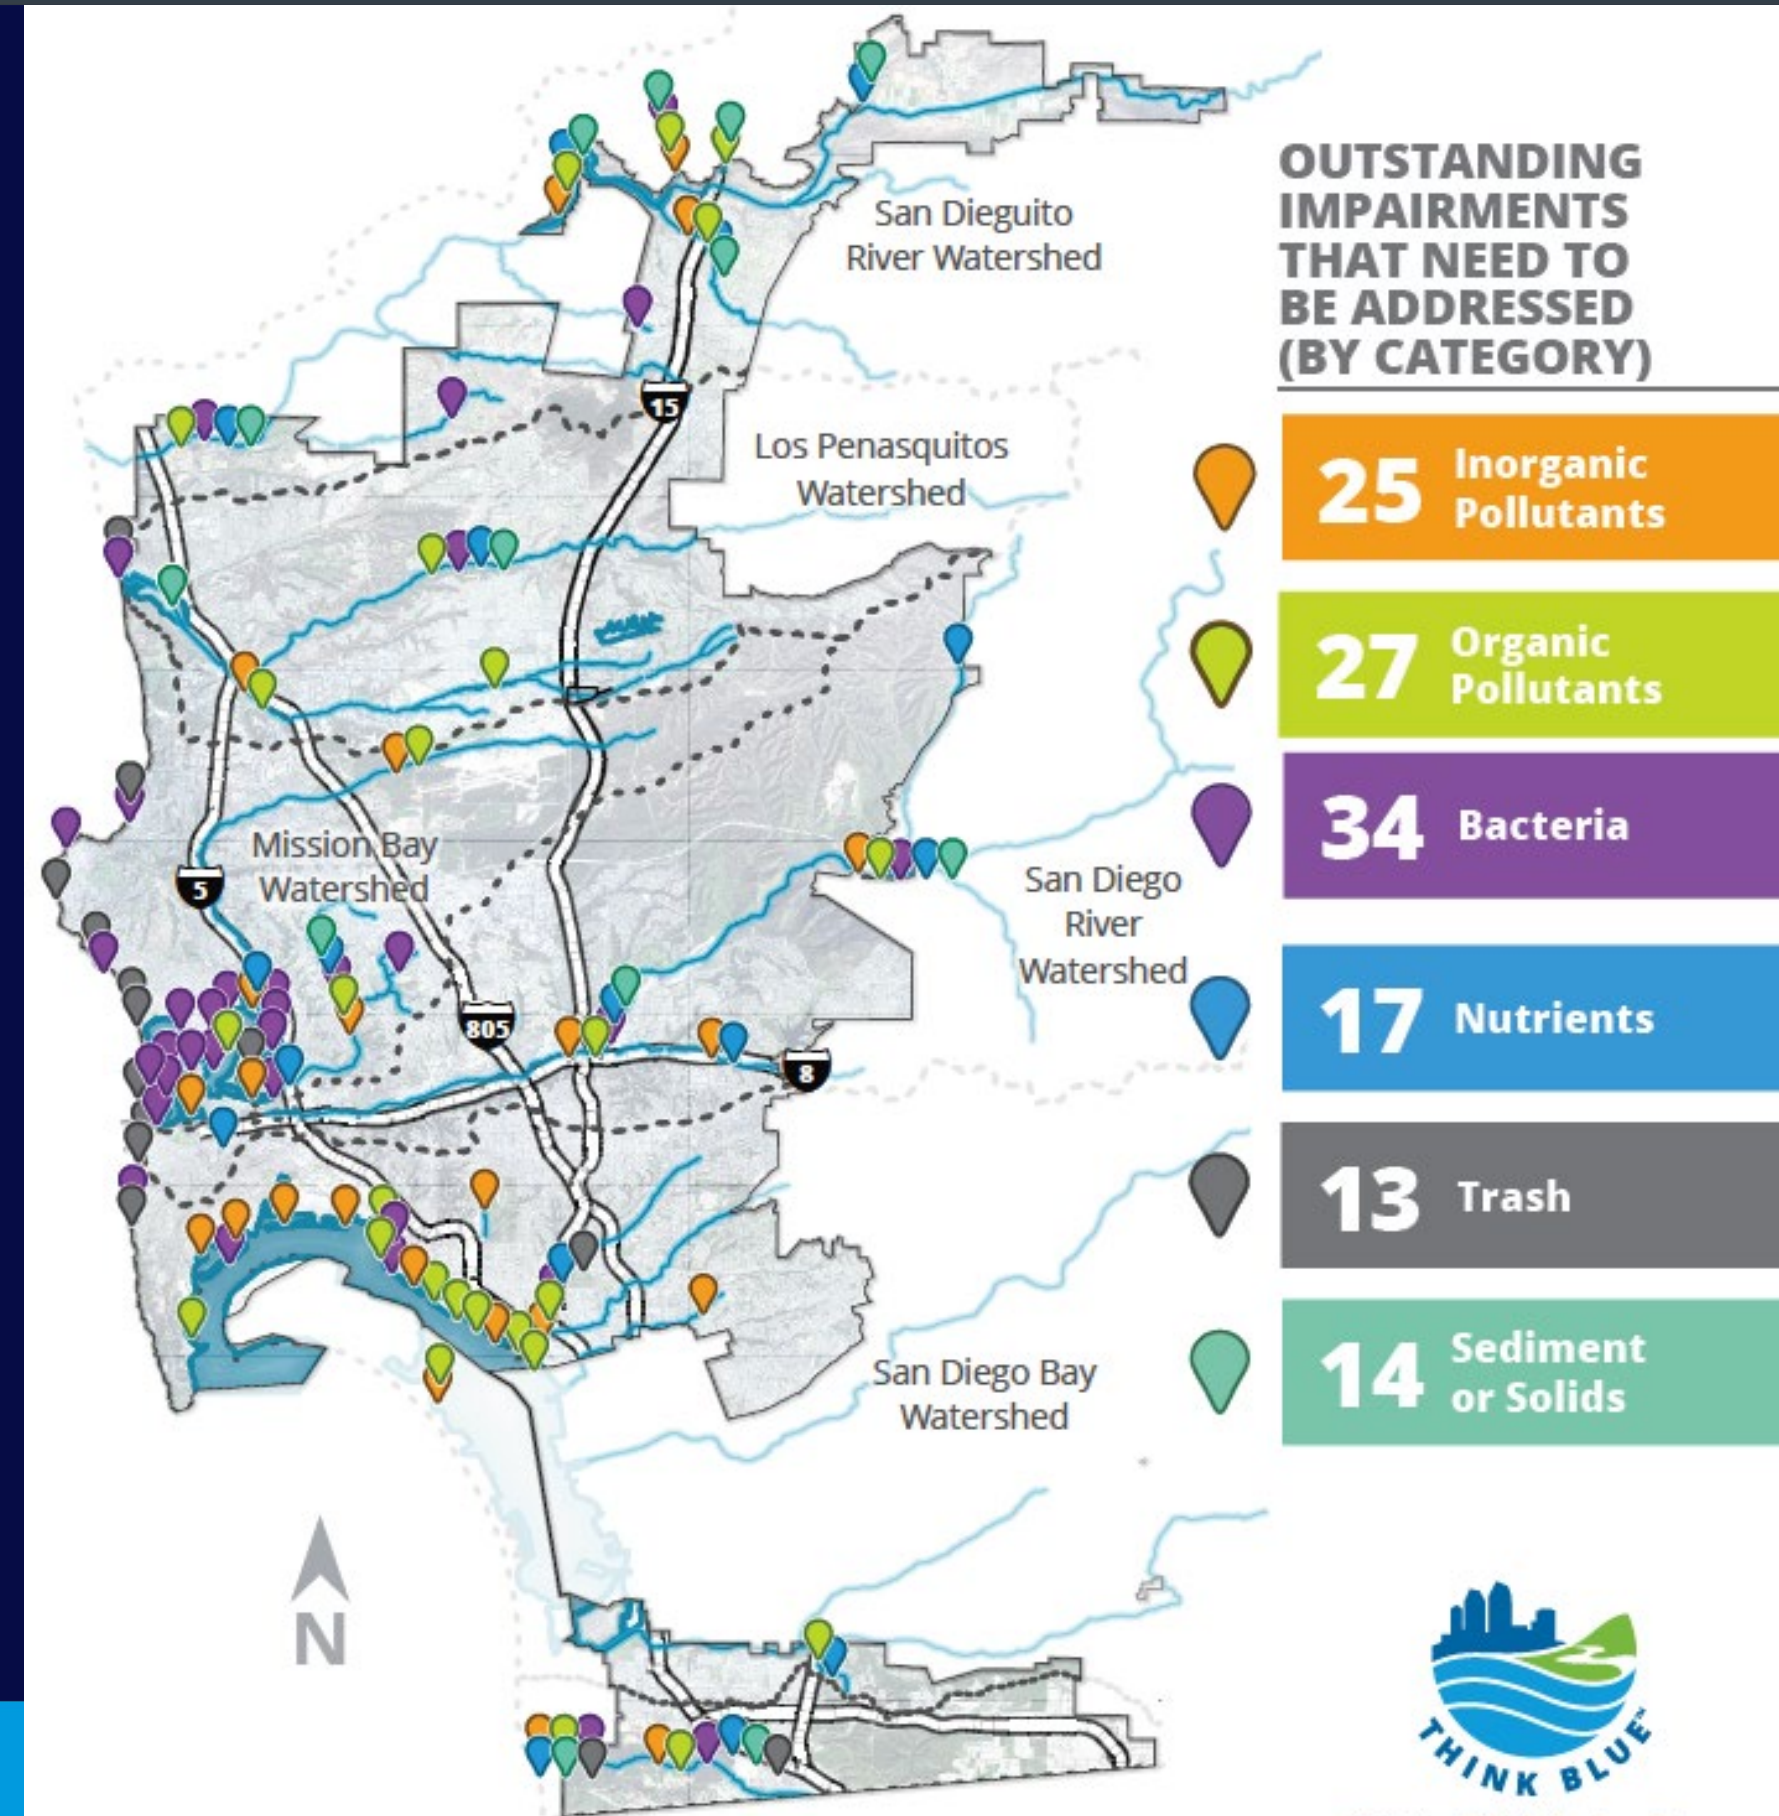 OUTSTANDING
IMPAIRMENTS
THAT NEED TO
BE ADDRESSED
(BY CATEGORY)
25 Inorganic
Pollutants
27 Organic
Pollutants
34 Bacteria
17 Nutrients
13 Trash
14 Sediment
or Solids
San Dieguito
River Watershed
15
Los Penasquitos
Watershed
Mission Bay
Watershed
5
San Diego
River
Watershed
805
8
San Diego Bay
Watershed
N
THINK BLUE™